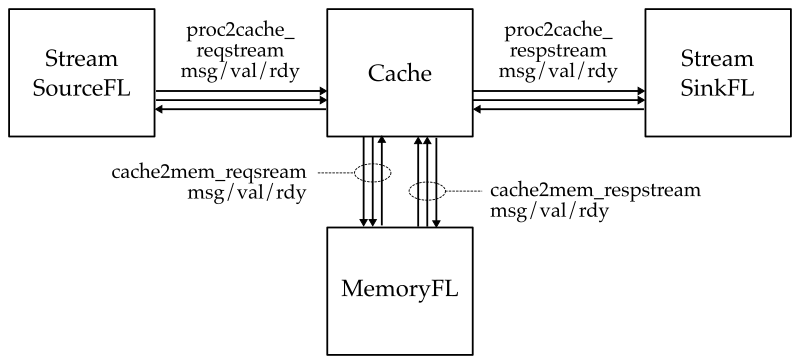 Stream
SourceFL
proc2cache_
reqstream
msg/val/rdy
Cache
proc2cache_
respstream
msg/val/rdy
Stream
SinkFL
cache2mem_reqsream
msg/val/rdy
cache2mem_respstream
msg/val/rdy
MemoryFL